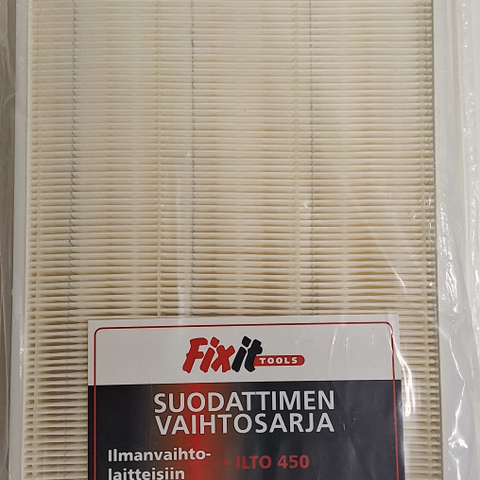 Fixit TOOLS
SUODATTIMEN
VAIHTOSARJA
Ilmanvaihto-
laitteisiin
• ILTO 450